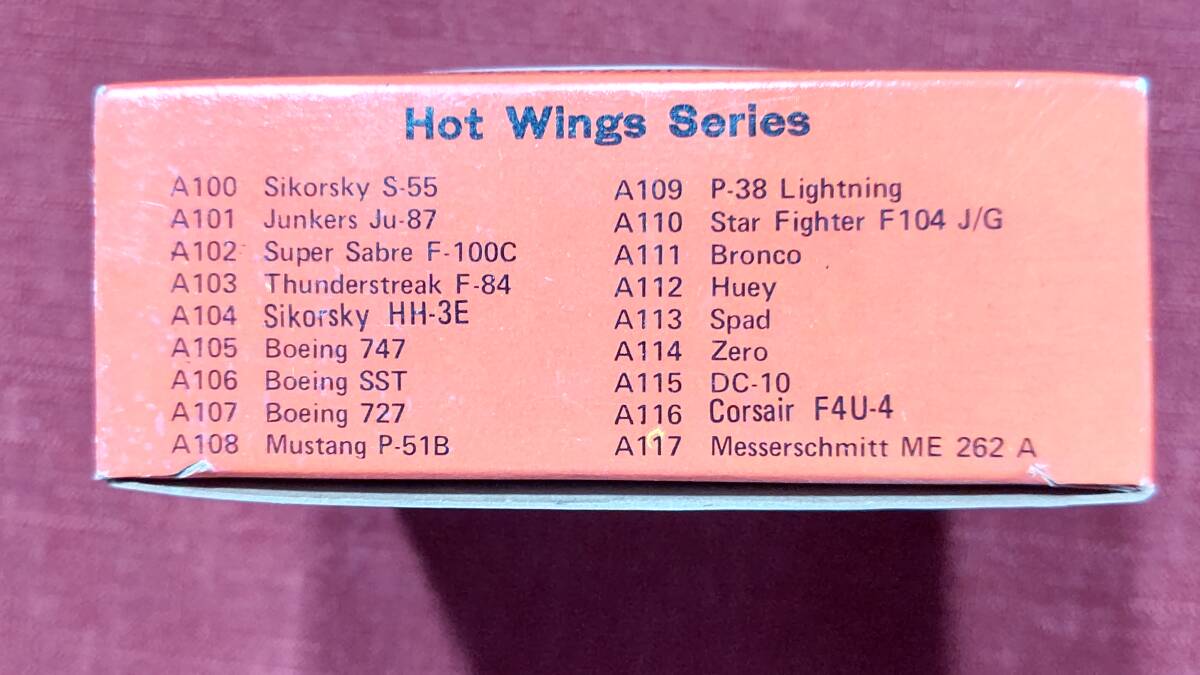 Hot Wings Series
A100 Sikorsky S-55
A101 Junkers Ju-87
A102 Super Sabre F-100C
A103 Thunderstreak F-84
A104 Sikorsky HH-3E
A105 Boeing 747
A106 Boeing SST
A107 Boeing 727
A108 Mustang P-51B
A109 P-38 Lightning
A110 Star Fighter F104 J/G
A111 Bronco
A112 Huey
A113 Spad
A114 Zero
A115 DC-10
A116 Corsair F4U-4
A117 Messerschmitt ME 262 A